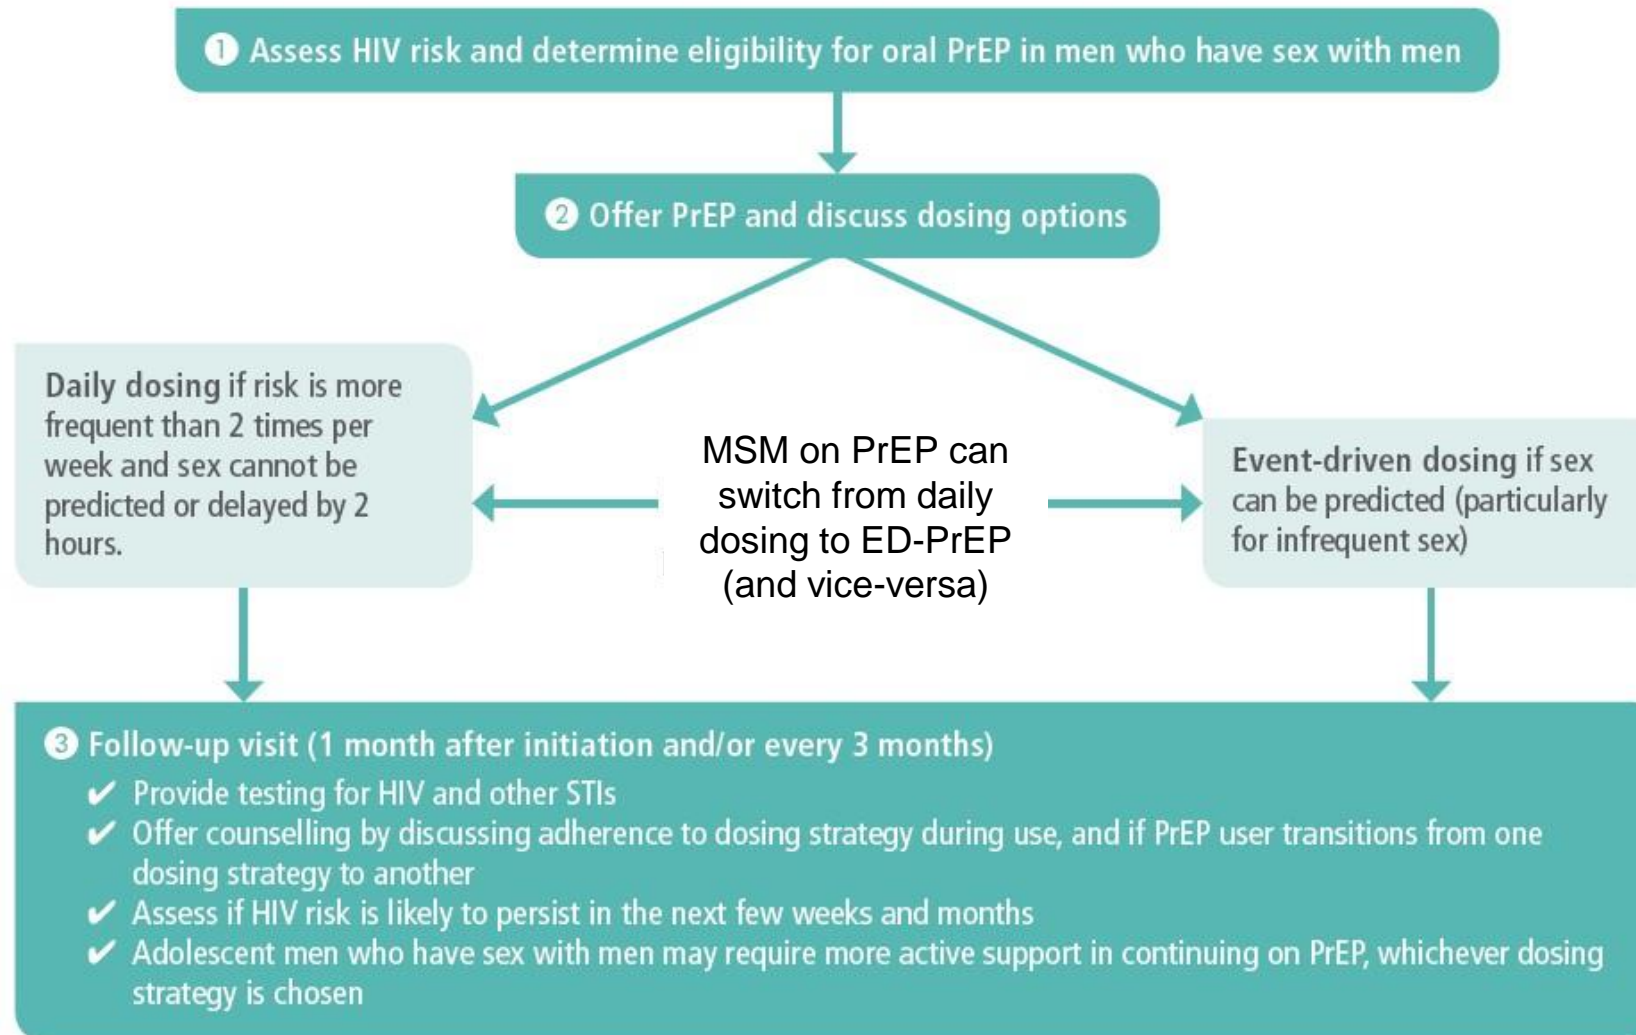 1 Assess HIV risk and determine eligibility for oral PrEP in men who have sex with men
2 Offer PrEP and discuss dosing options
Daily dosing if risk is more
frequent than 2 times per
week and sex cannot be
predicted or delayed by 2
hours.
MSM on PrEP can
switch from daily
dosing to ED-PrEP
(and vice-versa)
Event-driven dosing if sex
can be predicted (particularly
for infrequent sex)
3 Follow-up visit (1 month after initiation and/or every 3 months)
✔ Provide testing for HIV and other STIs
✔ Offer counselling by discussing adherence to dosing strategy during use, and if PrEP user transitions from one
dosing strategy to another
✔ Assess if HIV risk is likely to persist in the next few weeks and months
✔ Adolescent men who have sex with men may require more active support in continuing on PrEP, whichever dosing
strategy is chosen